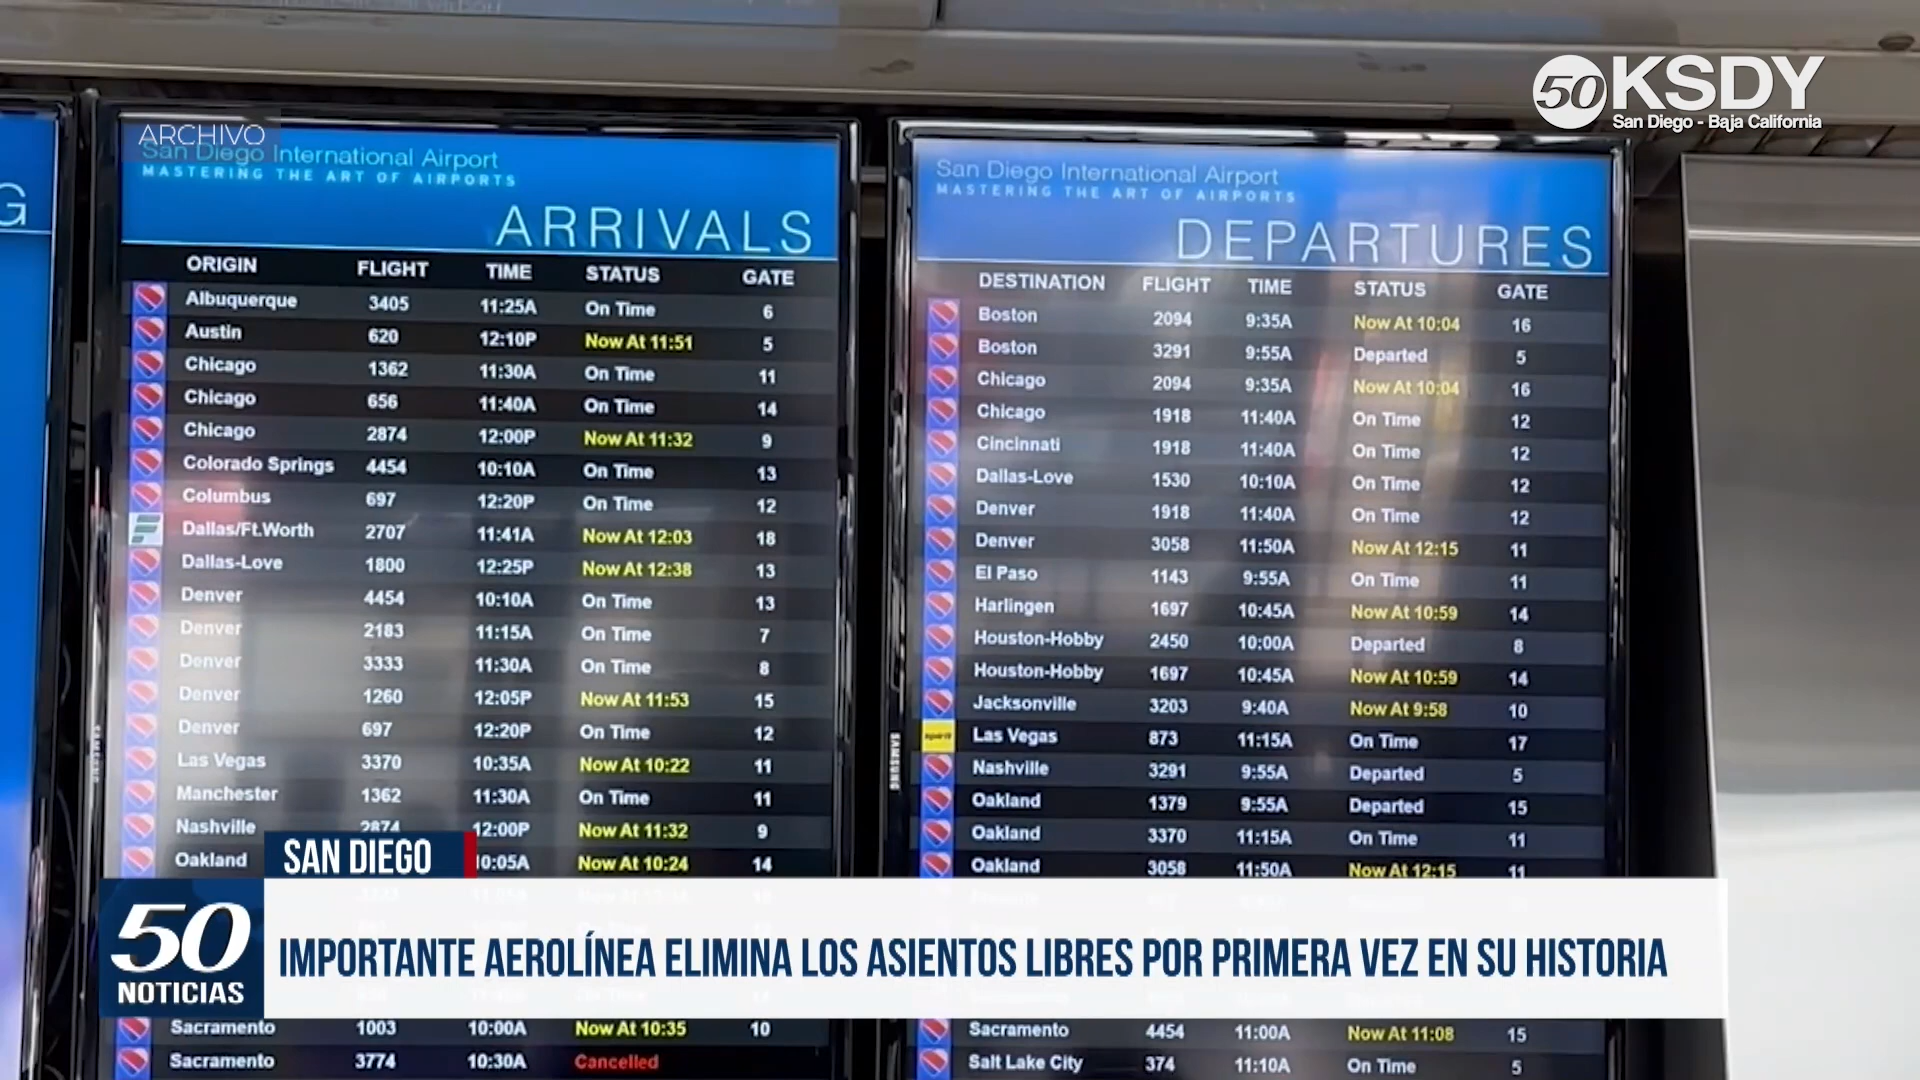 50 KSDY
San Diego - Baja California
ARCHIVO
G
San Diego International Airport
MASTERING THE ART OF AIRPORTS
ARRIVALS
ORIGIN FLIGHT TIME STATUS GATE
Albuquerque 3405 11:25A On Time 6
Austin 620 12:10P Now At 11:51 5
Chicago 1362 11:30A On Time 11
Chicago 656 11:40A On Time 14
Chicago 2874 12:00P Now At 11:32 9
Colorado Springs 4454 10:10A On Time 13
Columbus 697 12:20P On Time 12
Dallas/Ft.Worth 2707 11:41A Now At 12:03 18
Dallas-Love 1800 12:25P Now At 12:38 13
Denver 4454 10:10A On Time 13
Denver 2183 11:15A On Time 7
Denver 3333 11:30A On Time 8
Denver 1260 12:05P Now At 11:53 15
Denver 697 12:20P On Time 12
Las Vegas 3370 10:35A Now At 10:22 11
Manchester 1362 11:30A On Time 11
Nashville 2874 12:00P Now At 11:32 9
Oakland 10:05A Now At 10:24 14
Sacramento 1003 10:00A Now At 10:35 10
Sacramento 3774 10:30A Cancelled
San Diego International Airport
MASTERING THE ART OF AIRPORTS
DEPARTURES
DESTINATION FLIGHT TIME STATUS GATE
Boston 2094 9:35A Now At 10:04 16
Boston 3291 9:55A Departed 5
Chicago 2094 9:35A Now At 10:04 16
Chicago 1918 11:40A On Time 12
Cincinnati 1918 11:40A On Time 12
Dallas-Love 1530 10:10A On Time 12
Denver 1918 11:40A On Time 12
Denver 3058 11:50A Now At 12:15 11
El Paso 1143 9:55A On Time 11
Harlingen 1697 10:45A Now At 10:59 14
Houston-Hobby 2450 10:00A Departed 8
Houston-Hobby 1697 10:45A Now At 10:59 14
Jacksonville 3203 9:40A Now At 9:58 10
spirit Las Vegas 873 11:15A On Time 17
Nashville 3291 9:55A Departed 5
Oakland 1379 9:55A Departed 15
Oakland 3370 11:15A On Time 11
Oakland 3058 11:50A Now At 12:15 11
Sacramento 4454 11:00A Now At 11:08 15
Salt Lake City 374 11:10A On Time 5
SAMSUNG
SAMSUNG
SAN DIEGO
50 NOTICIAS
IMPORTANTE AEROLÍNEA ELIMINA LOS ASIENTOS LIBRES POR PRIMERA VEZ EN SU HISTORIA